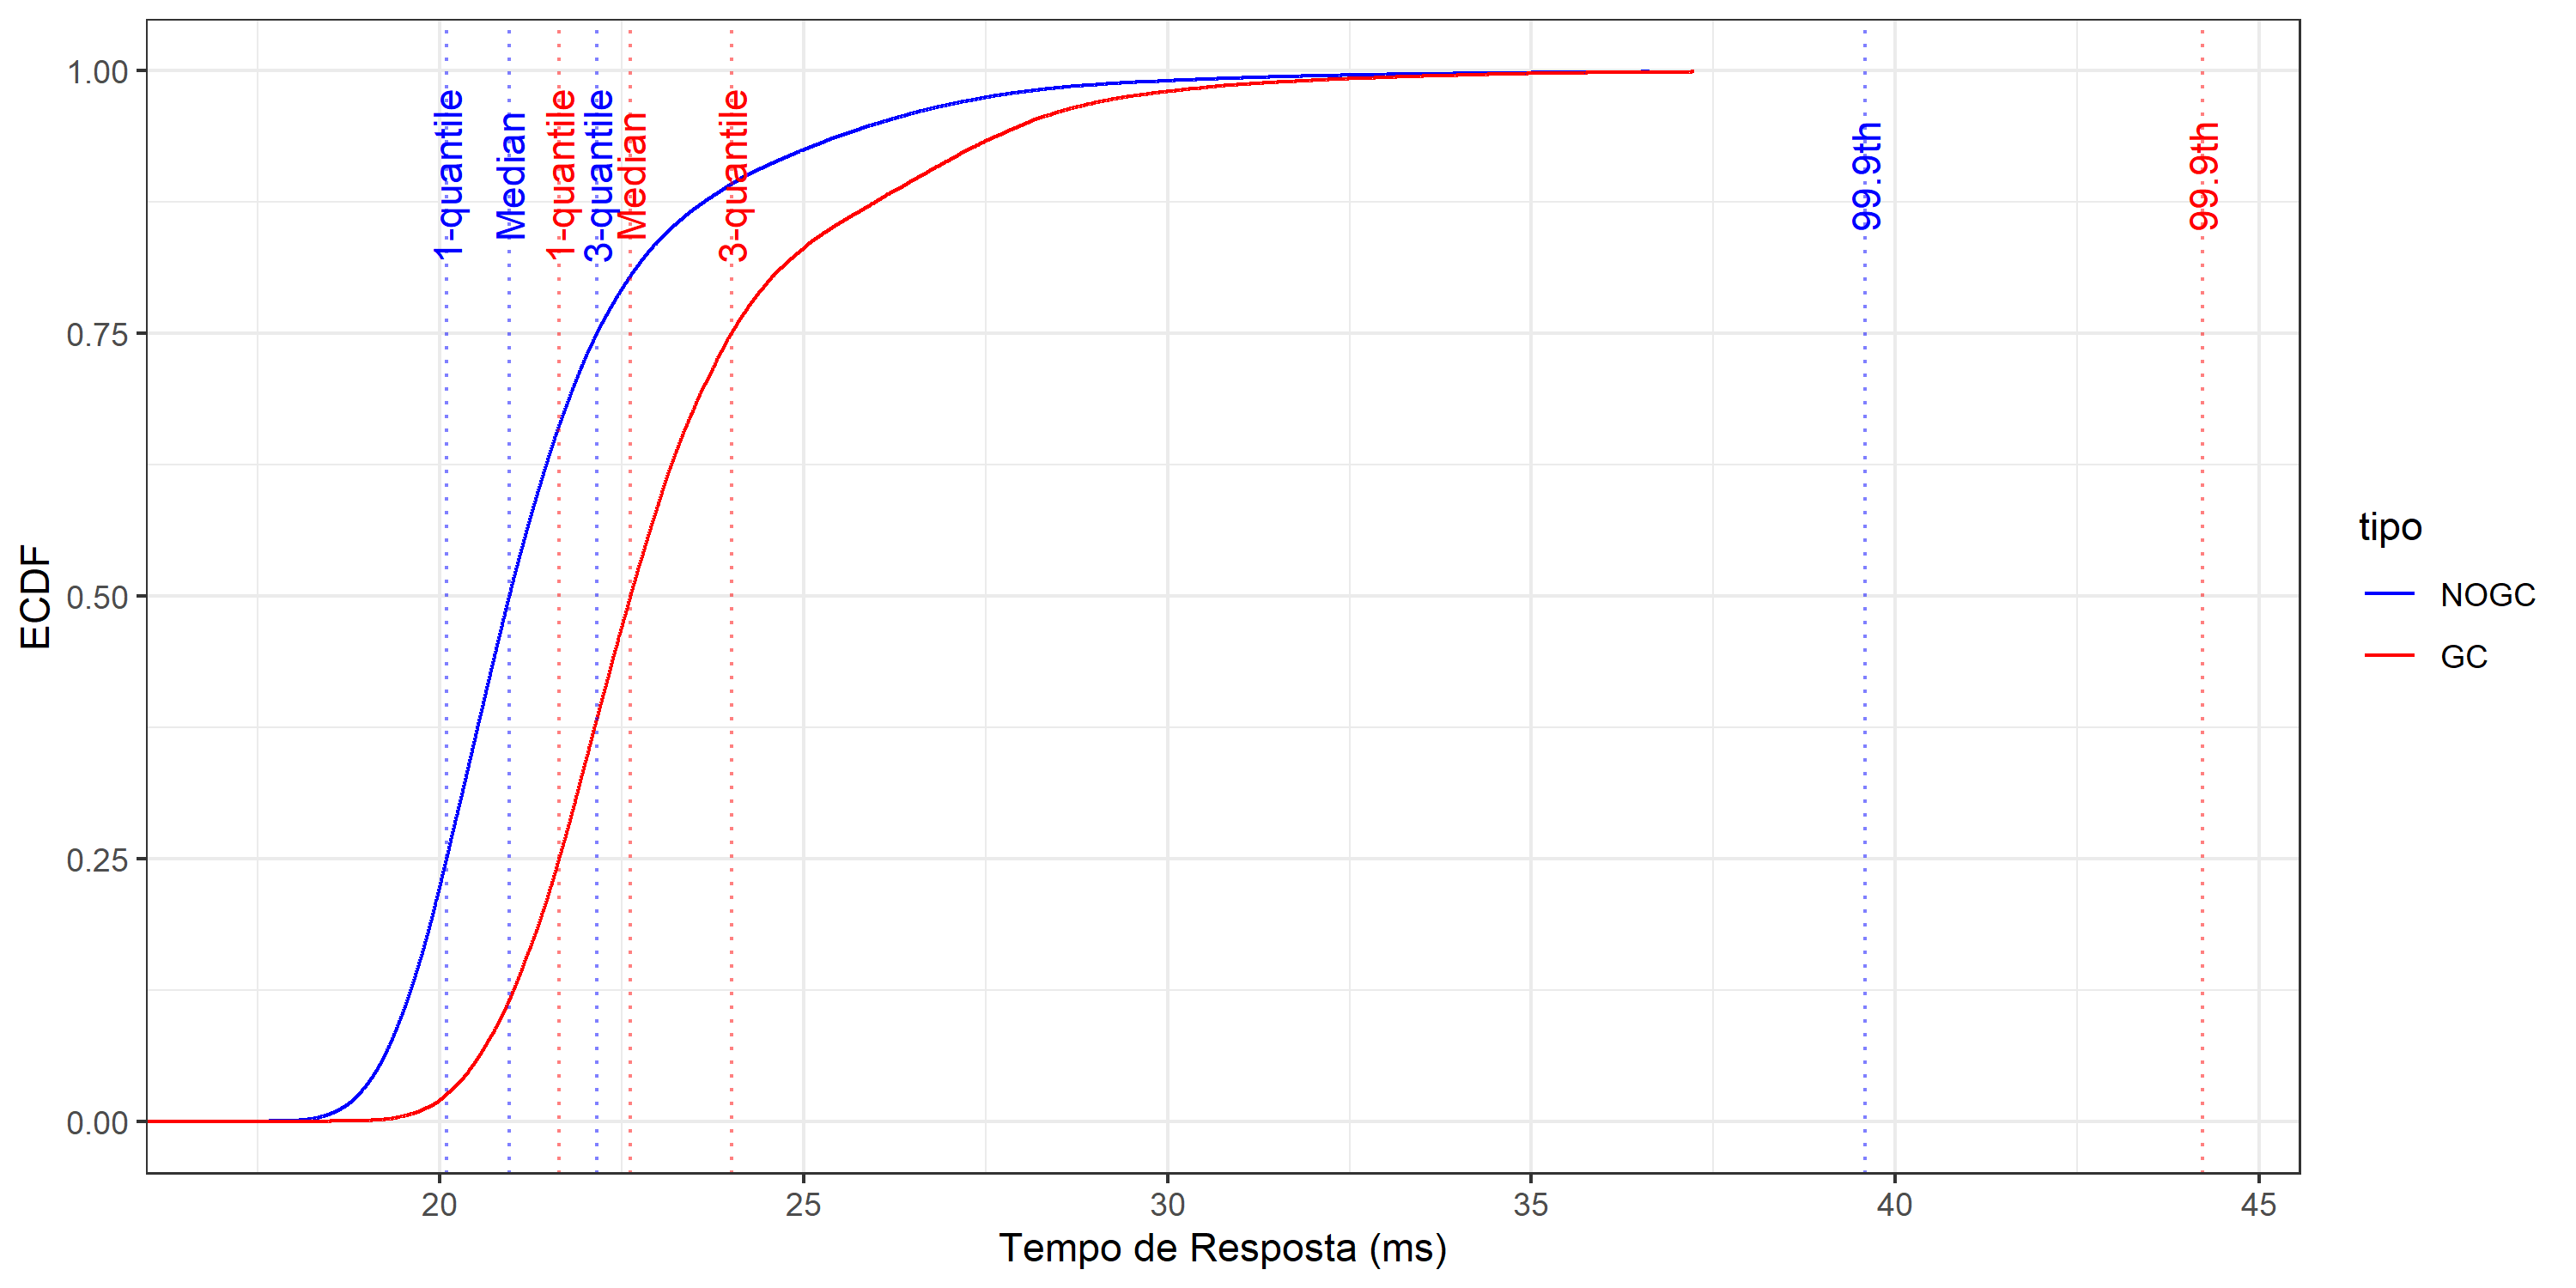 1.00
0.75
0.50
0.25
0.00
ECDF
1-quantile
Median
1-quantile
3-quantile
Median
3-quantile
99.9th
99.9th
20
25
30
35
40
45
Tempo de Resposta (ms)
tipo
NOGC
GC